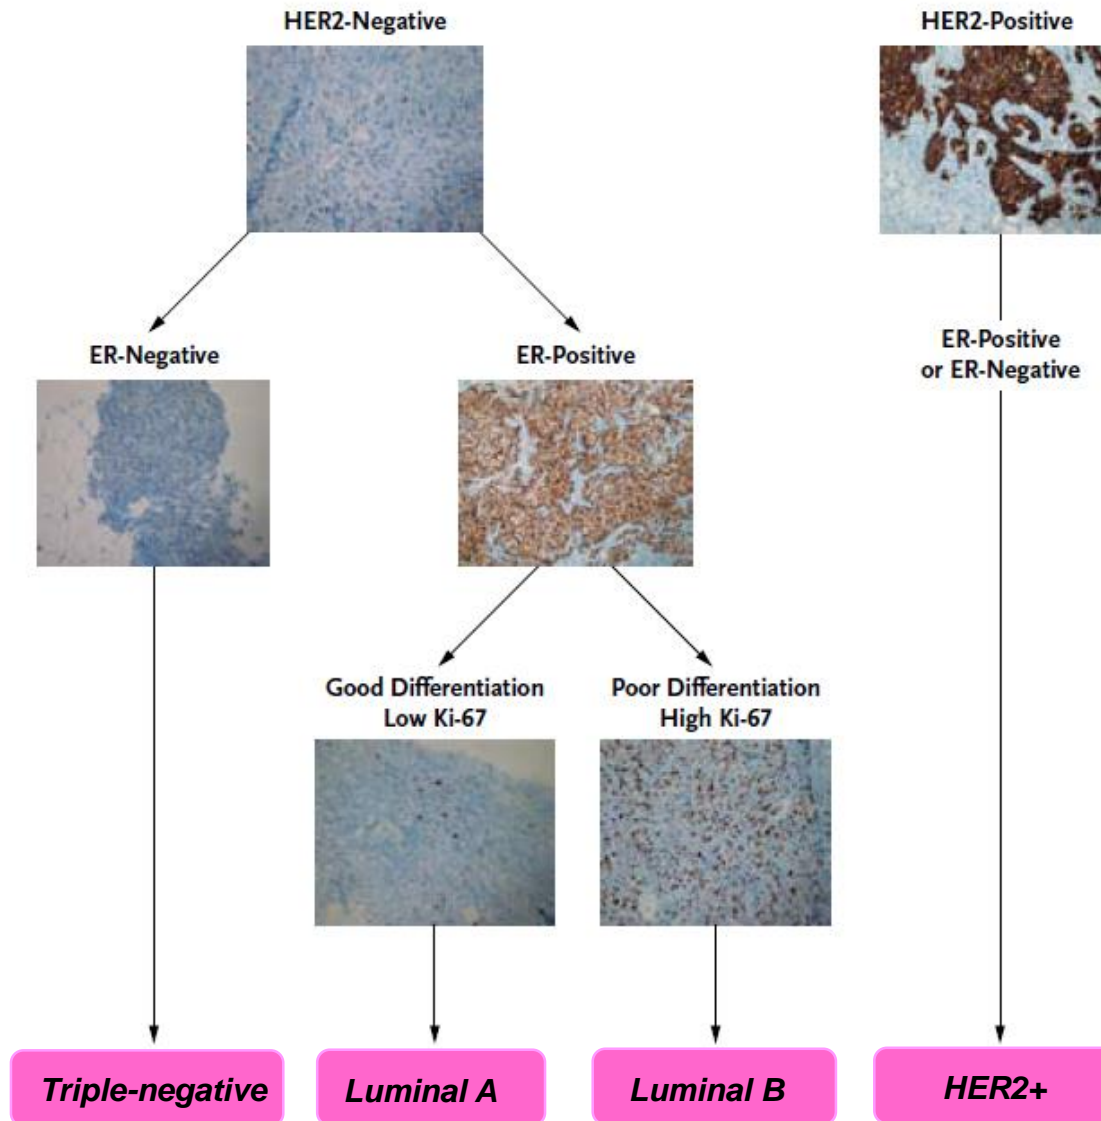 HER2-Negative
HER2-Positive
ER-Negative
ER-Positive
ER-Positive
or ER-Negative
Good Differentiation
Low Ki-67
Poor Differentiation
High Ki-67
Triple-negative
Luminal A
Luminal B
HER2+